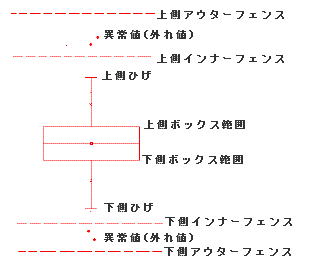 上側アウターフェンス
異常値(外れ値)
上側インナーフェンス
上側ひげ
上側ボックス範囲
下側ボックス範囲
下側ひげ
下側インナーフェンス
異常値(外れ値)
下側アウターフェンス